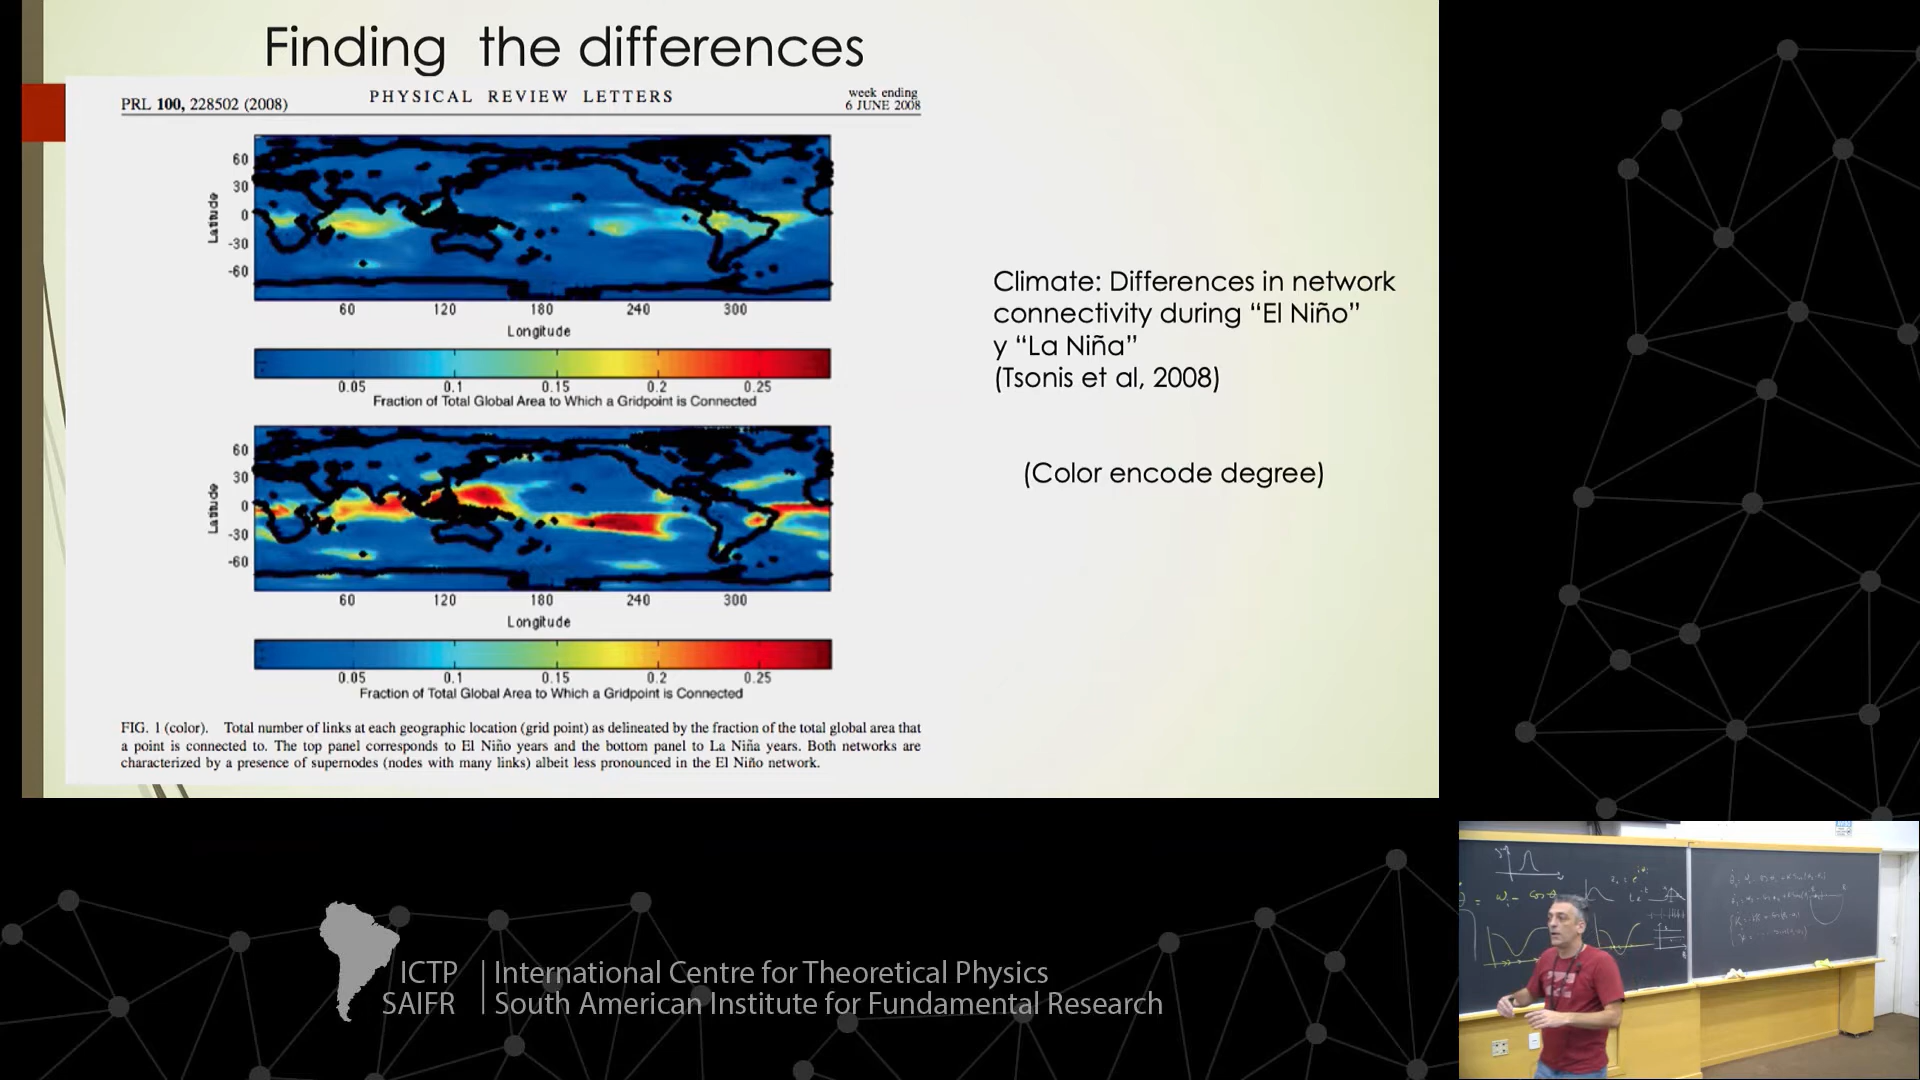 Finding the differences
PRL 100, 228502 (2008)
PHYSICAL REVIEW LETTERS
week ending
6 JUNE 2008
60
30
0
-30
-60
Latitude
60 120 180 240 300
Longitude
0.05 0.1 0.15 0.2 0.25
Fraction of Total Global Area to Which a Gridpoint is Connected
60
30
0
-30
-60
Latitude
60 120 180 240 300
Longitude
0.05 0.1 0.15 0.2 0.25
Fraction of Total Global Area to Which a Gridpoint is Connected
FIG. 1 (color). Total number of links at each geographic location (grid point) as delineated by the fraction of the total global area that
a point is connected to. The top panel corresponds to El Niño years and the bottom panel to La Niña years. Both networks are
characterized by a presence of supernodes (nodes with many links) albeit less pronounced in the El Niño network.
Climate: Differences in network
connectivity during “El Niño”
y “La Niña”
(Tsonis et al, 2008)
(Color encode degree)
ICTP
SAIFR
International Centre for Theoretical Physics
South American Institute for Fundamental Research